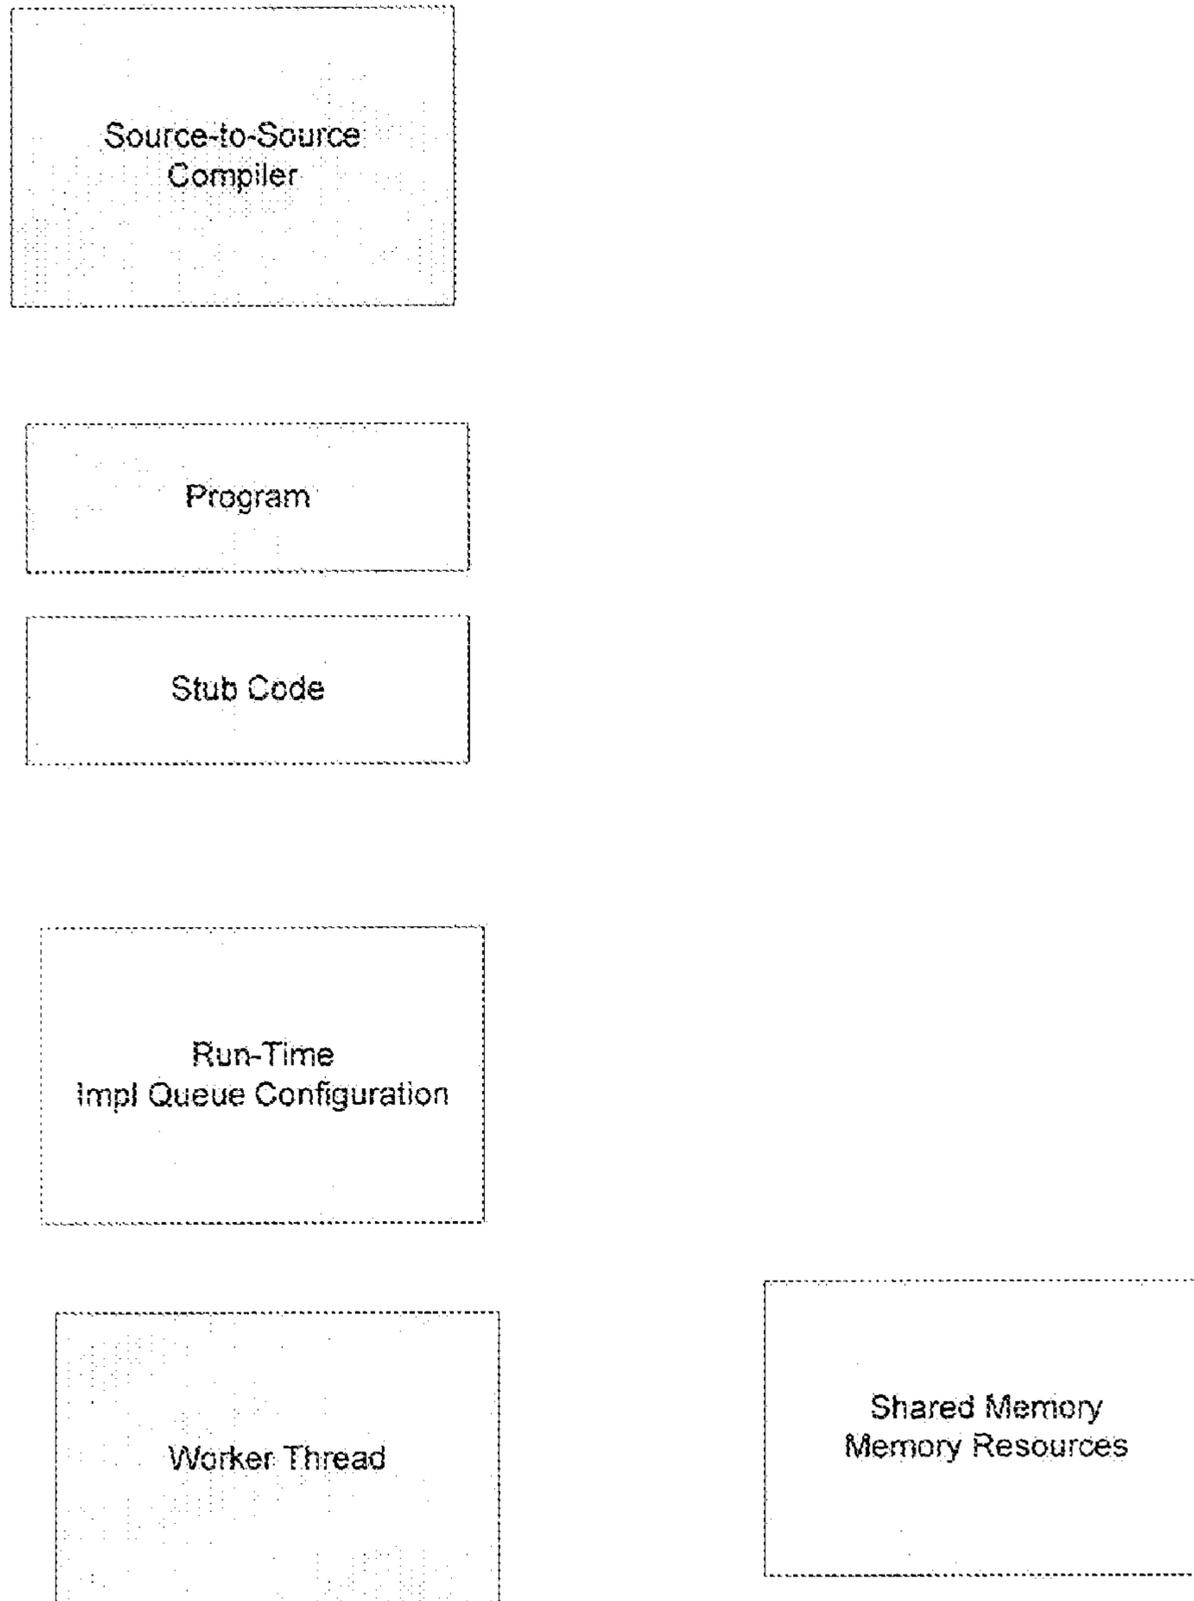 Source-to-Source
Compiler
Program
Stub Code
Run-Time
Impl Queue Configuration
Worker Thread
Shared Memory
Memory Resources